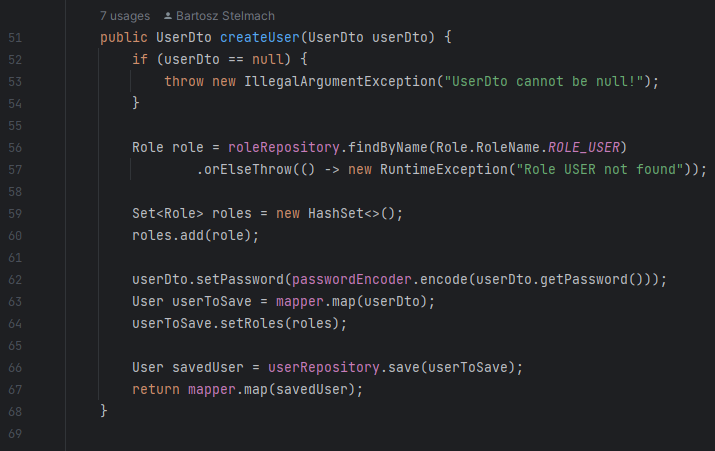 7 usages Bartosz Stelmach
51 public UserDto createUser(UserDto userDto) {
52 if (userDto == null) {
53 throw new IllegalArgumentException("UserDto cannot be null!");
54 }
55
56 Role role = roleRepository.findByName(Role.RoleName.ROLE_USER)
57 .orElseThrow(() -> new RuntimeException("Role USER not found"));
58
59 Set<Role> roles = new HashSet<>();
60 roles.add(role);
61
62 userDto.setPassword(passwordEncoder.encode(userDto.getPassword()));
63 User userToSave = mapper.map(userDto);
64 userToSave.setRoles(roles);
65
66 User savedUser = userRepository.save(userToSave);
67 return mapper.map(savedUser);
68 }
69